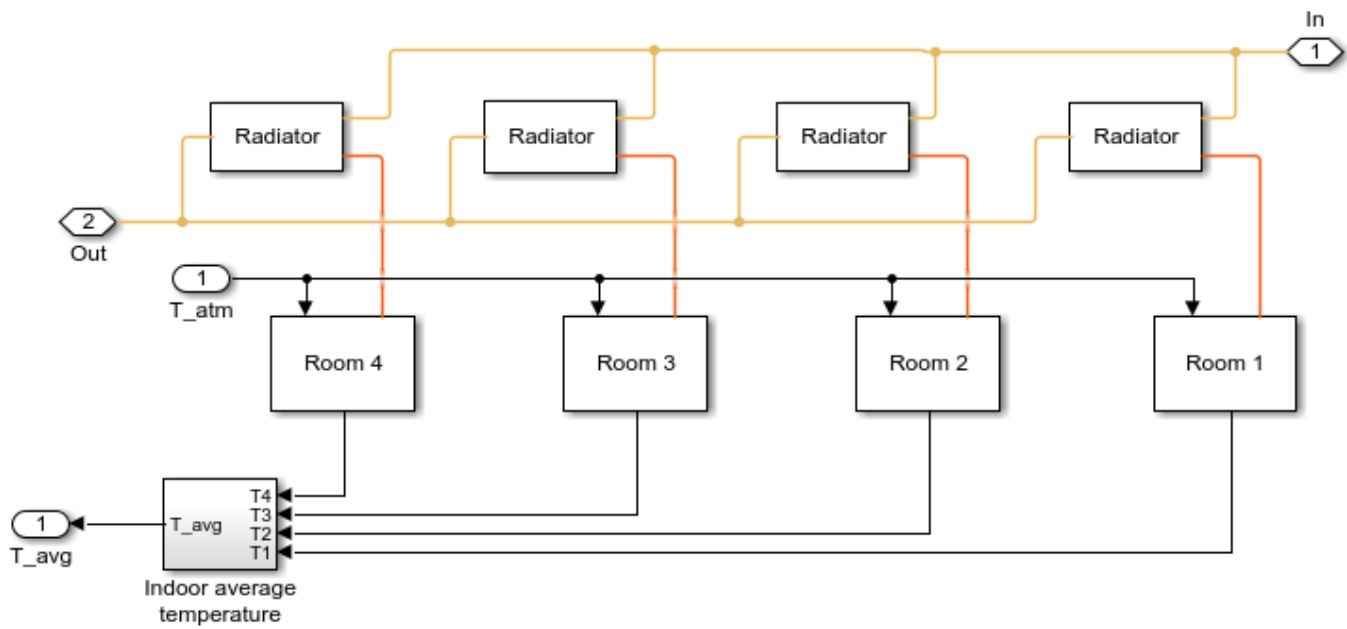 In
1
Radiator
Radiator
Radiator
Radiator
2
Out
1
T_atm
Room 4
Room 3
Room 2
Room 1
T4
T3
T2
T1
T_avg
1
T_avg
Indoor average
temperature